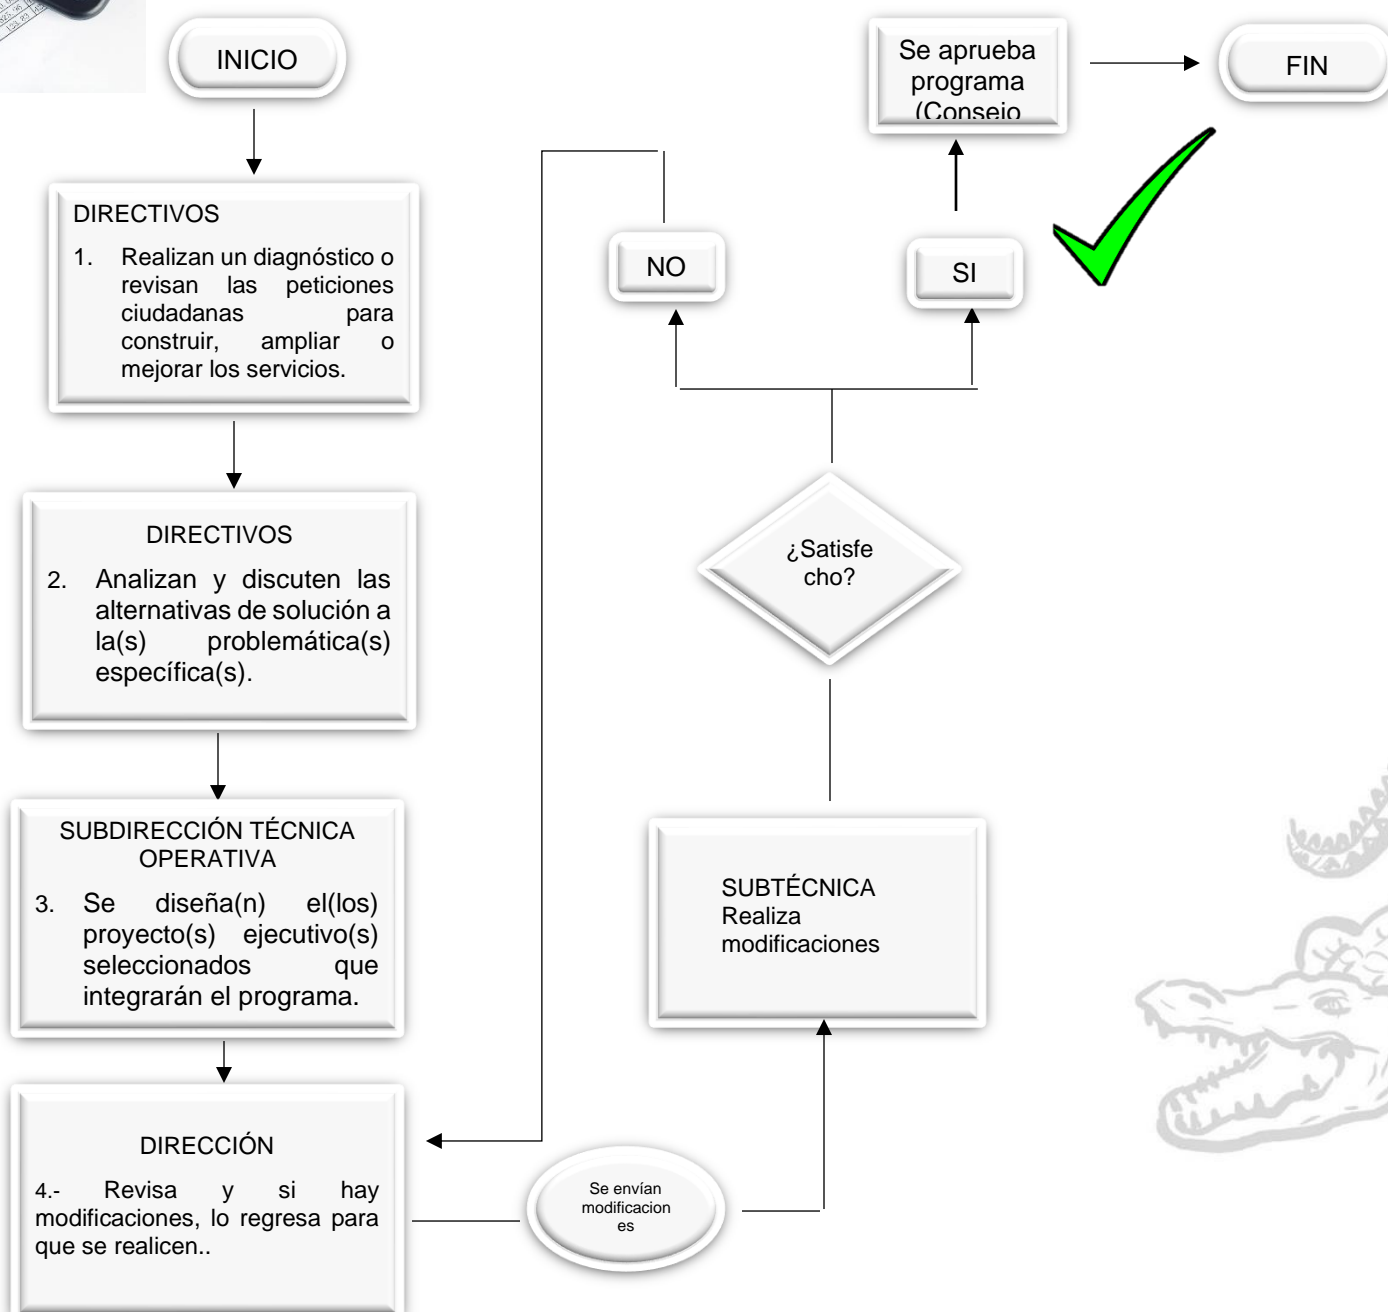 INICIO
DIRECTIVOS
1. Realizan un diagnóstico o
revisan las peticiones
ciudadanas para
construir, ampliar o
mejorar los servicios.
DIRECTIVOS
2. Analizan y discuten las
alternativas de solución a
la(s) problemática(s)
específica(s).
SUBDIRECCIÓN TÉCNICA
OPERATIVA
3. Se diseña(n) el(los)
proyecto(s) ejecutivo(s)
seleccionados que
integrarán el programa.
DIRECCIÓN
4.- Revisa y si hay
modificaciones, lo regresa para
que se realicen..
Se envían
modificacion
es
SUBTÉCNICA
Realiza
modificaciones
¿Satisfe
cho?
NO
SI
Se aprueba
programa
(Consejo
FIN